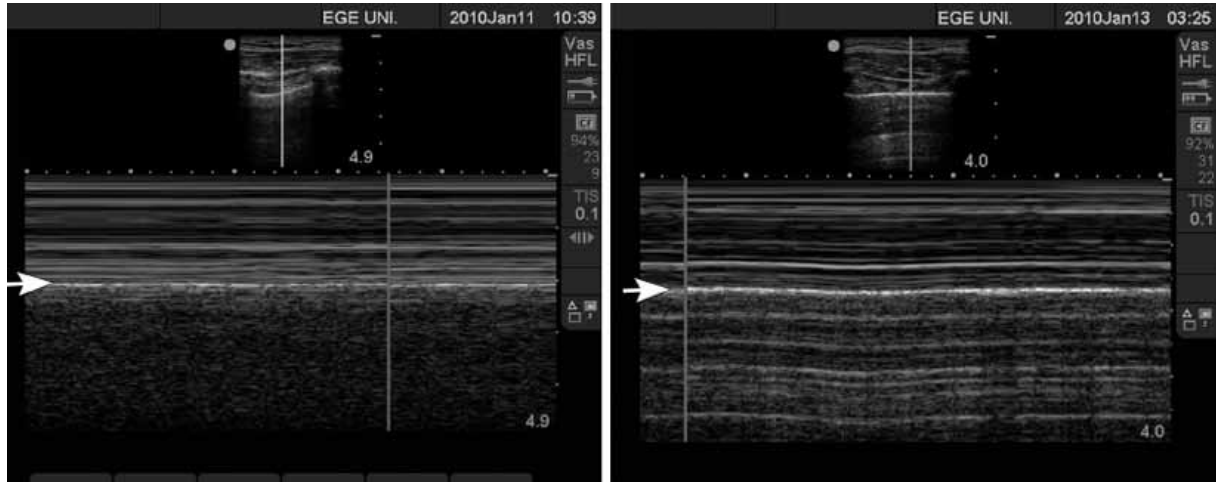 EGE UNI. 2010Jan11 10:39
Vas
HFL
CF
94%
23
9
TIS
0.1
4.9
4.9
EGE UNI. 2010Jan13 03:25
Vas
HFL
CF
92%
31
22
TIS
0.1
4.0
4.0